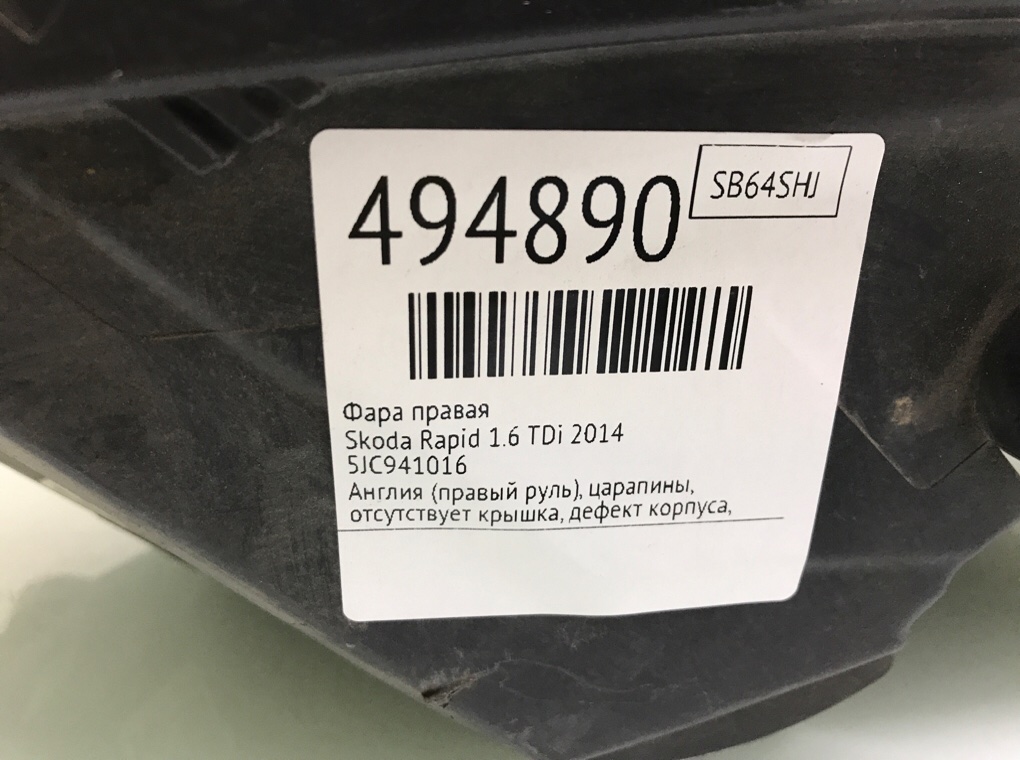 494890
SB64SHJ
Фара правая
Skoda Rapid 1.6 TDi 2014
5JC941016
Англия (правый руль), царапины,
отсутствует крышка, дефект корпуса,